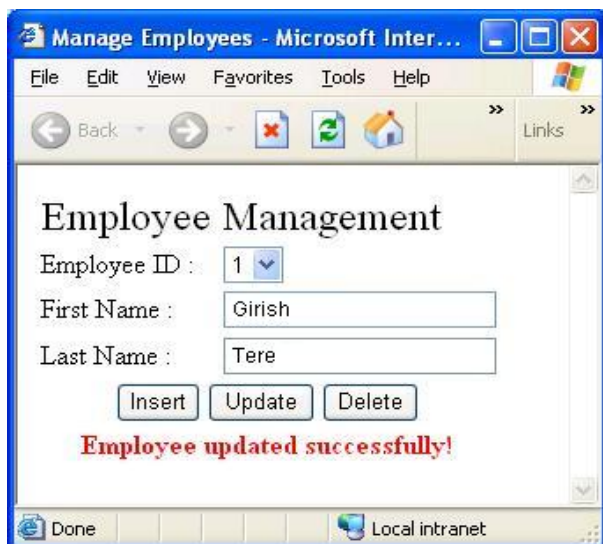 Manage Employees - Microsoft Inter...
File Edit View Favorites Tools Help
Back » Links »
Employee Management
Employee ID : 1
First Name : Girish
Last Name : Tere
Insert Update Delete
Employee updated successfully!
Done Local intranet